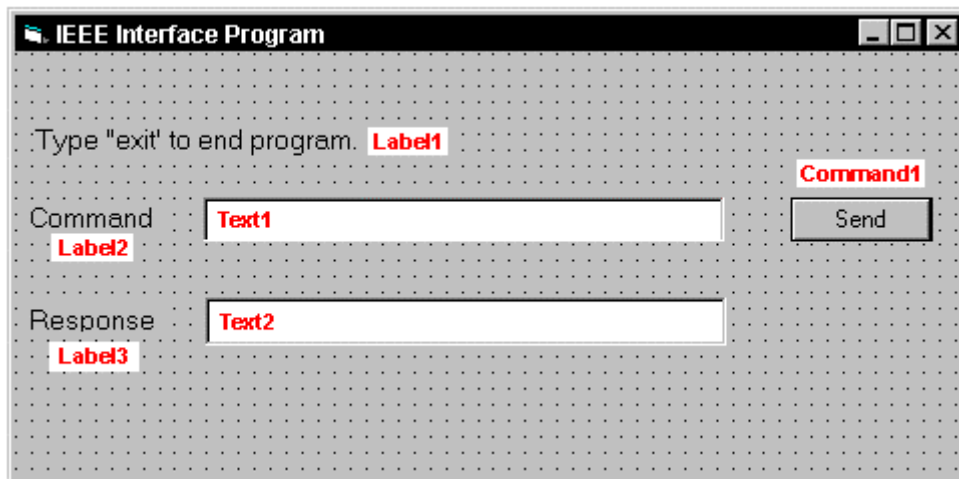 IEEE Interface Program
Type "exit' to end program. Label1
Command1
Command Text1 Send
Label2
Response Text2
Label3